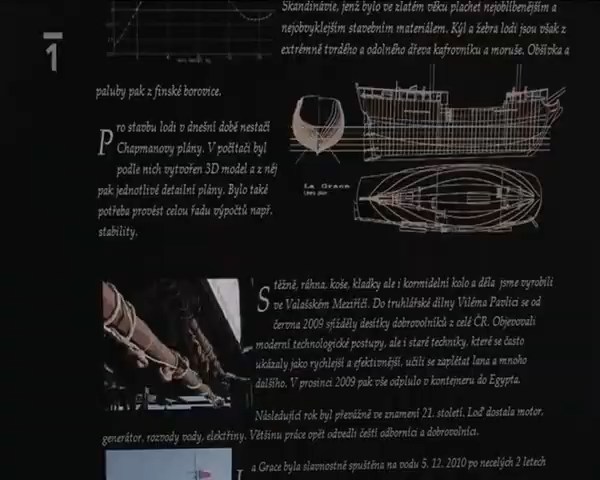 Skandinávie, jenž bylo ve zlatém věku plachet nejoblíbenějším a
nejobvyklejším stavebním materiálem. Kýl a žebra lodi jsou však z
extrémně tvrdého a odolného dřeva kafrovníku a moruše. Obšívka a
1
paluby pak z finské borovice.
Pro stavbu lodi v dnešní době nestačí
Chapmanovy plány. V počítači byl
podle nich vytvořen 3D model a z něj
pak jednotlivé detailní plány. Bylo také
potřeba provést celou řadu výpočtů např.
stability.
La Grace
Lines plan
Stěžně, ráhna, koše, kladky ale i kormidelní kolo a děla jsme vyrobili
ve Valašském Meziříčí. Do truhlářské dílny Viléma Pavlici se od
června 2009 sjížděly desítky dobrovolníků z celé ČR. Objevovali
moderní technologické postupy, ale i staré techniky, které se často
ukázaly jako rychlejší a efektivnější, učili se zaplétat lana a mnoho
dalšího. V prosinci 2009 pak vše odplulo v kontejneru do Egypta.
Následující rok byl převážně ve znamení 21. století. Loď dostala motor,
generátor, rozvody vody, elektřiny. Většinu práce opět odvedli čeští odborníci a dobrovolníci.
La Grace byla slavnostně spuštěna na vodu 5. 12. 2010 po necelých 2 letech